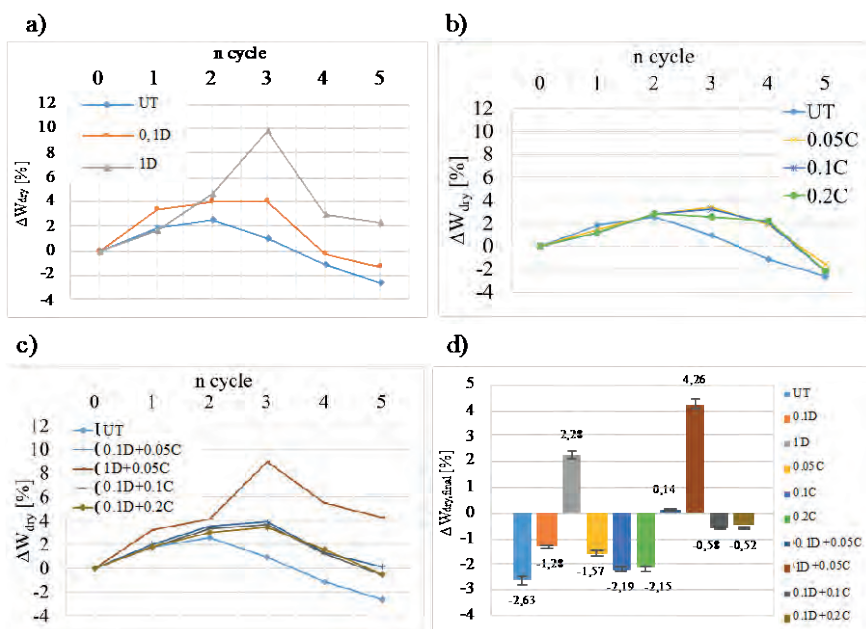 a)
n cycle
0 1 2 3 4 5
12
10
8
6
4
2
0
-2
-4
ΔWdry [%]
UT
0,1D
1D
b)
n cycle
0 1 2 3 4 5
12
10
8
6
4
2
0
-2
-4
ΔWdry [%]
UT
0.05C
0.1C
0.2C
c)
n cycle
0 1 2 3 4 5
12
10
8
6
4
2
0
-2
-4
ΔWdry [%]
(UT
(0.1D+0.05C)
(1D+0.05C)
(0.1D+0.1C)
(0.1D+0.2C)
d)
5
4
3
2
1
0
-1
-2
-3
-4
ΔWdry,final [%]
-2,63
-1,28
2,28
-1,57
-2,19
-2,15
0,14
4,26
-0,58
-0,52
UT
0.1D
1D
0.05C
0.1C
0.2C
0.1D+0.05C
1D+0.05C
0.1D+0.1C
0.1D+0.2C